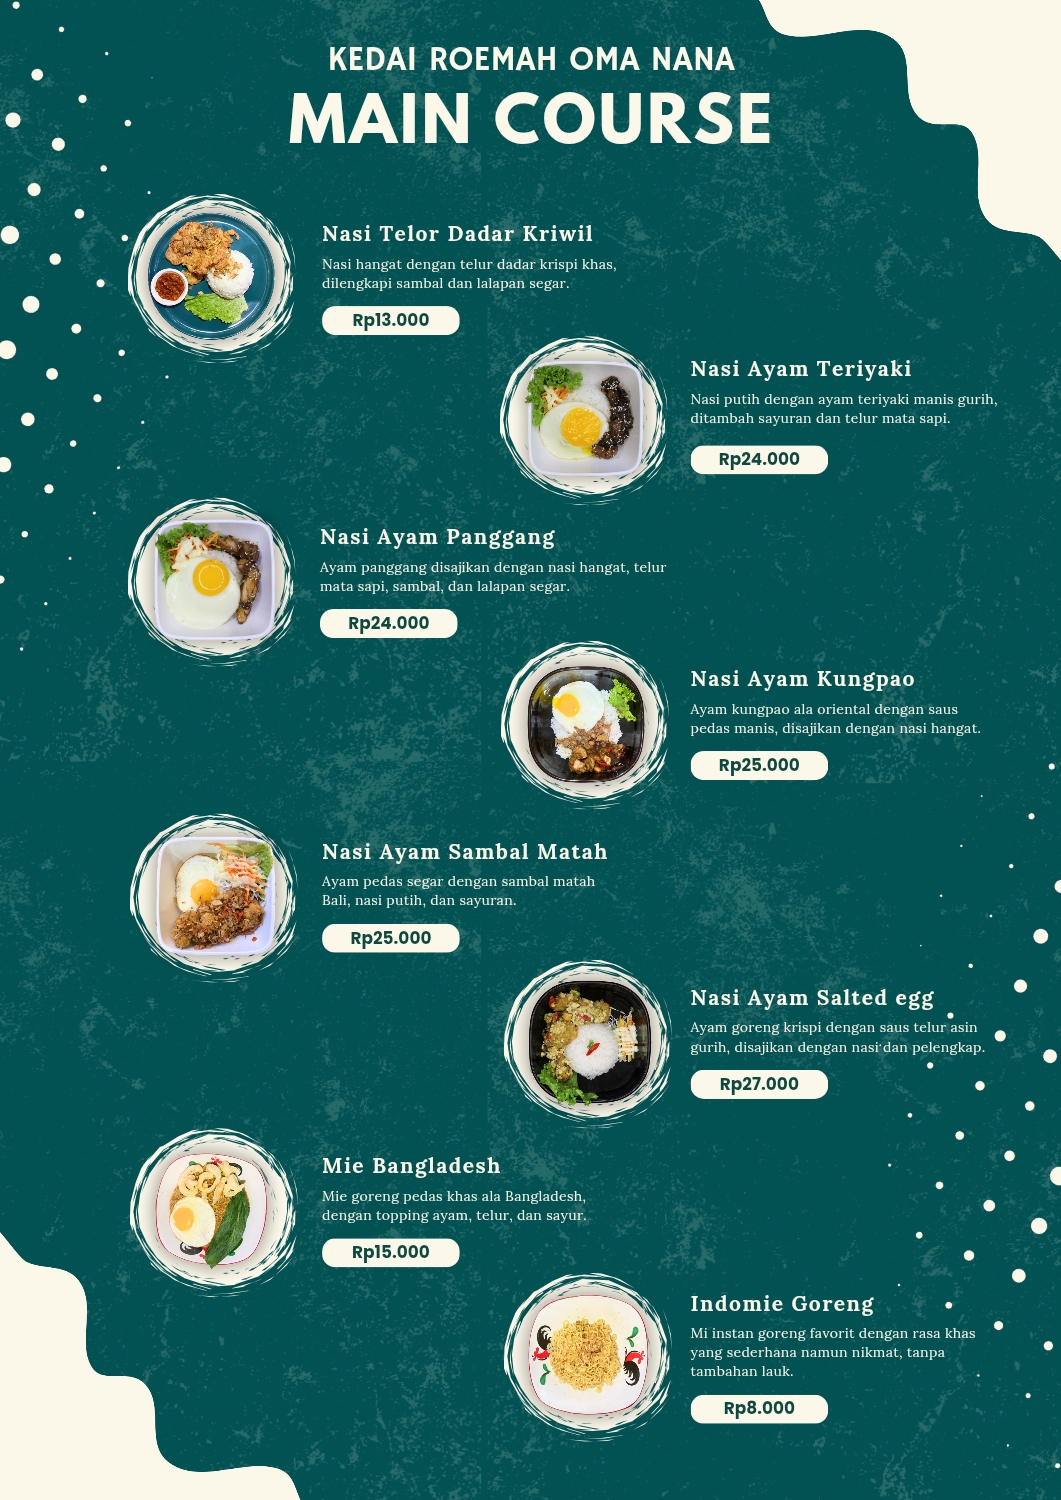 KEDAI ROEMAH OMA NANA
MAIN COURSE
Nasi Telor Dadar Kriwil
Nasi hangat dengan telur dadar krispi khas,
dilengkapi sambal dan lalapan segar.
Rp13.000
Nasi Ayam Teriyaki
Nasi putih dengan ayam teriyaki manis gurih,
ditambah sayuran dan telur mata sapi.
Rp24.000
Nasi Ayam Panggang
Ayam panggang disajikan dengan nasi hangat, telur
mata sapi, sambal, dan lalapan segar.
Rp24.000
Nasi Ayam Kungpao
Ayam kungpao ala oriental dengan saus
pedas manis, disajikan dengan nasi hangat.
Rp25.000
Nasi Ayam Sambal Matah
Ayam pedas segar dengan sambal matah
Bali, nasi putih, dan sayuran.
Rp25.000
Nasi Ayam Salted egg
Ayam goreng krispi dengan saus telur asin
gurih, disajikan dengan nasi dan pelengkap.
Rp27.000
Mie Bangladesh
Mie goreng pedas khas ala Bangladesh,
dengan topping ayam, telur, dan sayur.
Rp15.000
Indomie Goreng
Mi instan goreng favorit dengan rasa khas
yang sederhana namun nikmat, tanpa
tambahan lauk.
Rp8.000